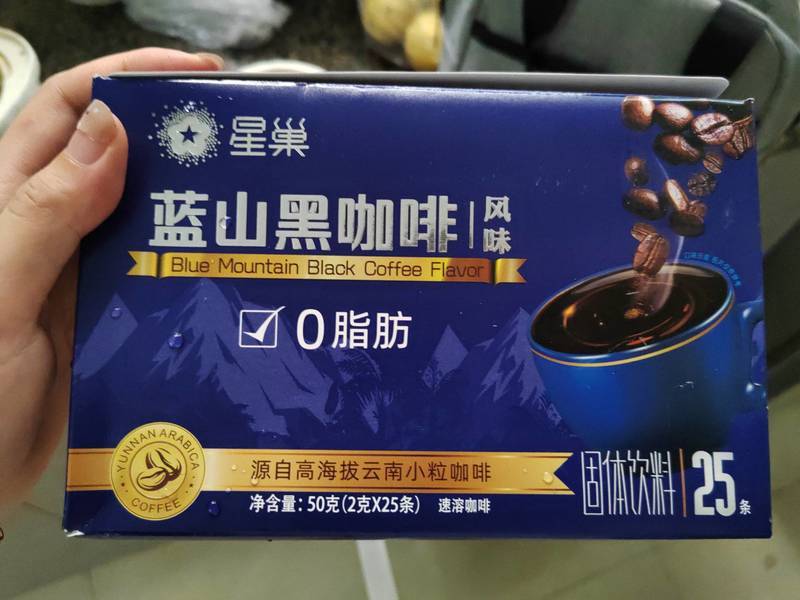 星巢
蓝山黑咖啡
风味
Blue Mountain Black Coffee Flavor
0脂肪
YUNNAN ARABICA
COFFEE
源自高海拔云南小粒咖啡
净含量：50克(2克X25条) 速溶咖啡
固体饮料
25条